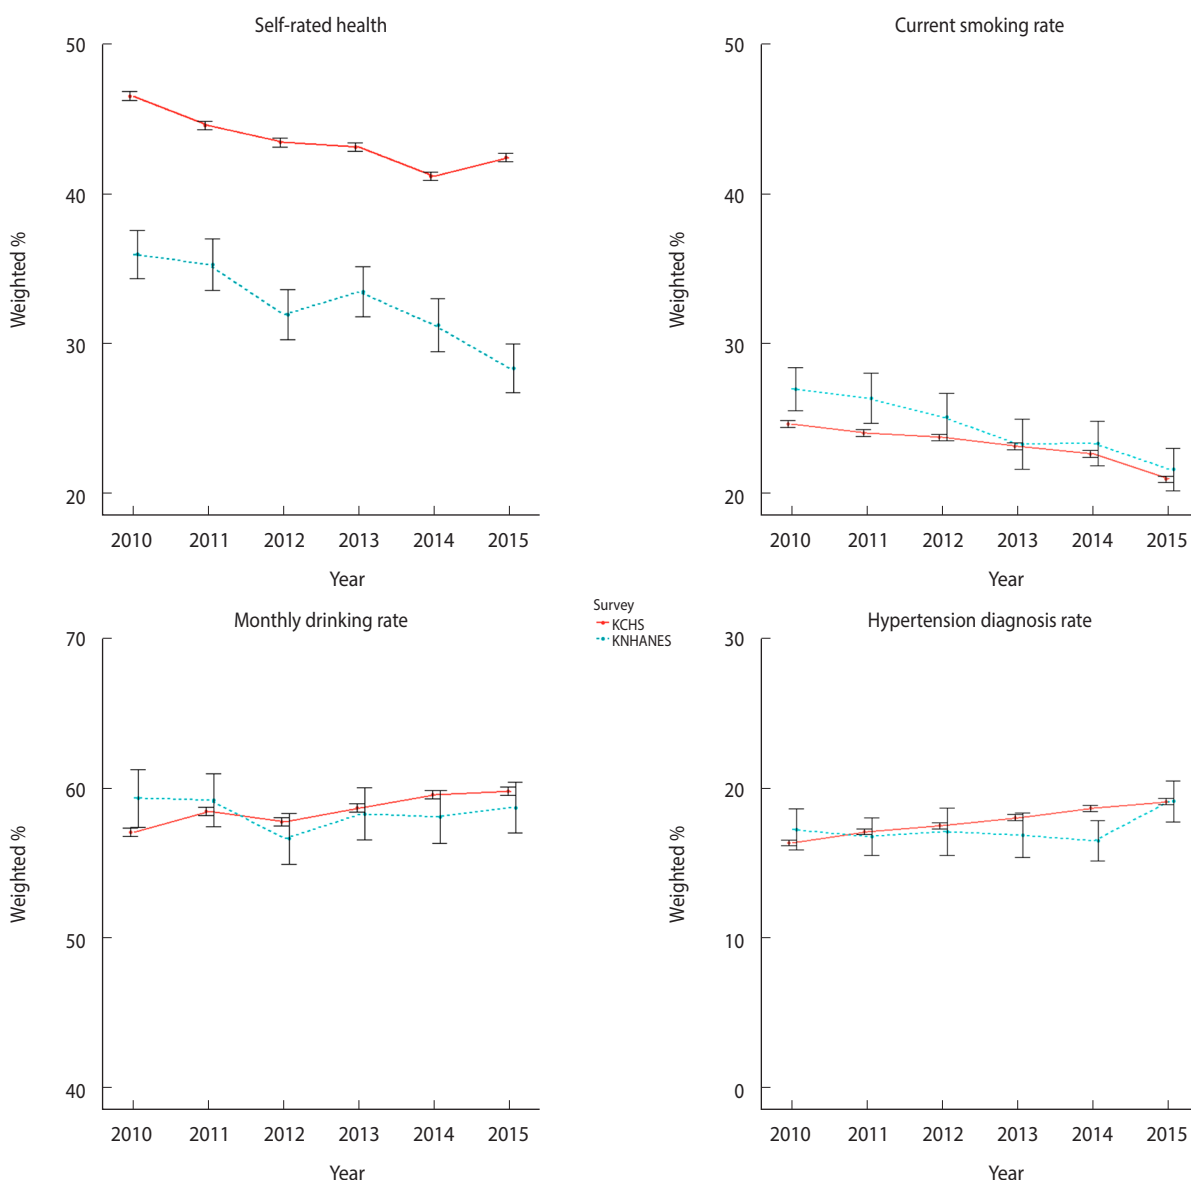 Self-rated health
50
40
30
20
Weighted %
2010 2011 2012 2013 2014 2015
Year
Current smoking rate
50
40
30
20
Weighted %
2010 2011 2012 2013 2014 2015
Year
Survey
KCHS
KNHANES
Monthly drinking rate
70
60
50
40
Weighted %
2010 2011 2012 2013 2014 2015
Year
Hypertension diagnosis rate
30
20
10
0
Weighted %
2010 2011 2012 2013 2014 2015
Year